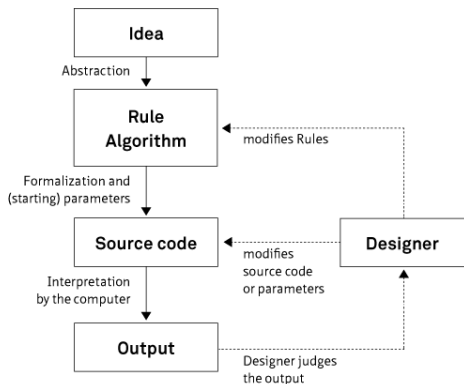 Idea
Abstraction
Rule
Algorithm
modifies Rules
Formalization and
(starting) parameters
Source code
Designer
modifies
source code
or parameters
Interpretation
by the computer
Output
Designer judges
the output